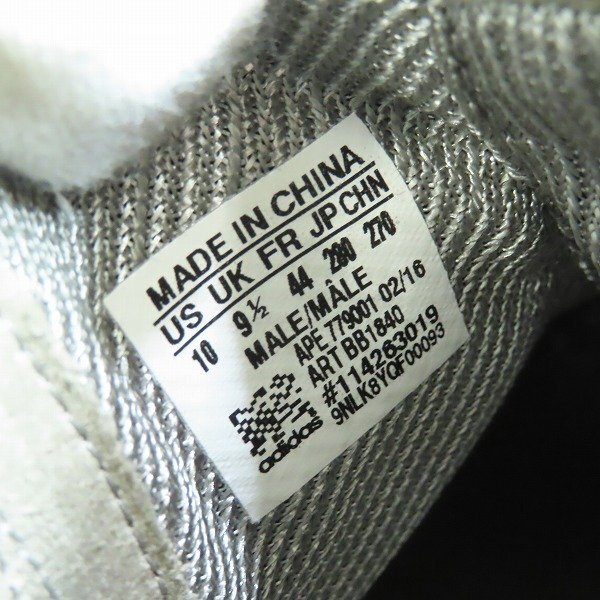 MADE IN CHINA
US UK FR JP CHN
10 9½ 44 280 270
MALE/MÂLE
APE 779001 02/16
ART BB1840
#114263019
9NLK8YQF00093
adidas